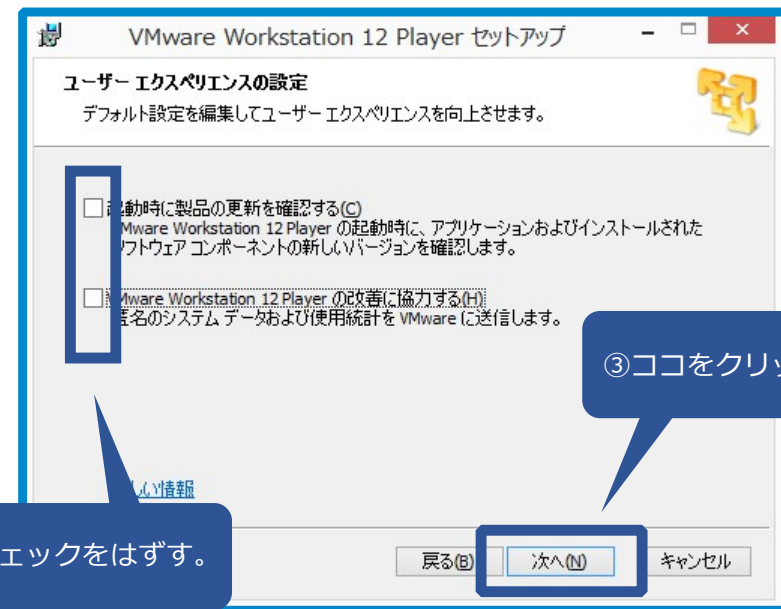 VMware Workstation 12 Player セットアップ
ユーザー エクスペリエンスの設定
デフォルト設定を編集してユーザー エクスペリエンスを向上させます。
起動時に製品の更新を確認する(C)
VMware Workstation 12 Player の起動時に、アプリケーションおよびインストールされた
ソフトウェア コンポーネントの新しいバージョンを確認します。
VMware Workstation 12 Player の改善に協力する(H)
匿名のシステム データおよび使用統計を VMware に送信します。
③ココをクリッ
しい情報
ェックをはずす。
戻る(B)
次へ(N)
キャンセル